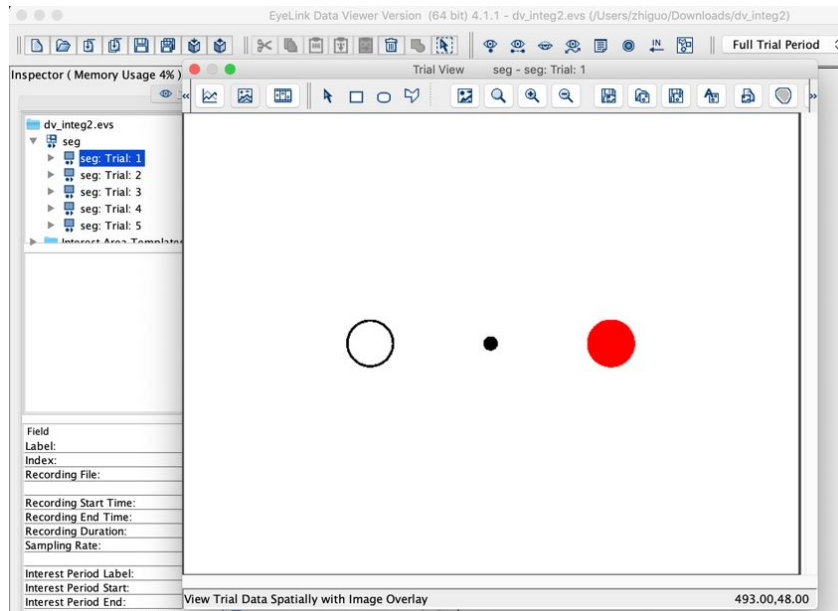 EyeLink Data Viewer Version (64 bit) 4.1.1 - dv_integ2.evs (/Users/zhiguo/Downloads/dv_integ2)
IN
Full Trial Period
Inspector ( Memory Usage 4% )
Trial View seg - seg: Trial: 1
dv_integ2.evs
seg
seg: Trial: 1
seg: Trial: 2
seg: Trial: 3
seg: Trial: 4
seg: Trial: 5
Interest Area Template
Field
Label:
Index:
Recording File:
Recording Start Time:
Recording End Time:
Recording Duration:
Sampling Rate:
Interest Period Label:
Interest Period Start:
Interest Period End:
View Trial Data Spatially with Image Overlay
493.00,48.00